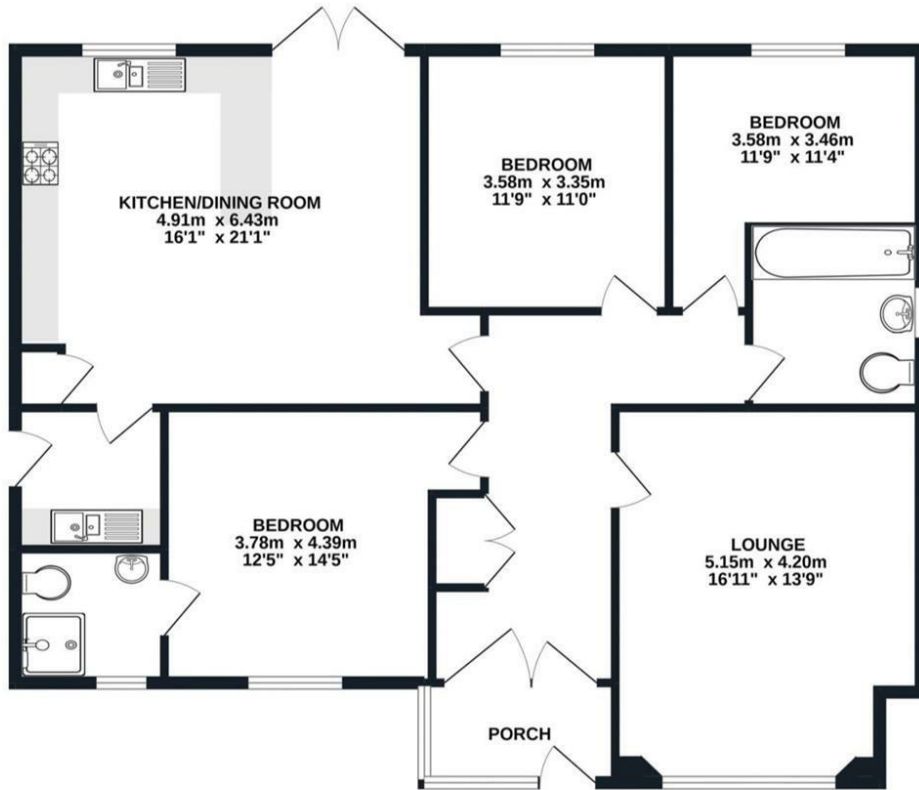 BEDROOM
3.58m x 3.46m
11'9" x 11'4"
BEDROOM
3.58m x 3.35m
11'9" x 11'0"
KITCHEN/DINING ROOM
4.91m x 6.43m
16'1" x 21'1"
BEDROOM
3.78m x 4.39m
12'5" x 14'5"
LOUNGE
5.15m x 4.20m
16'11" x 13'9"
PORCH